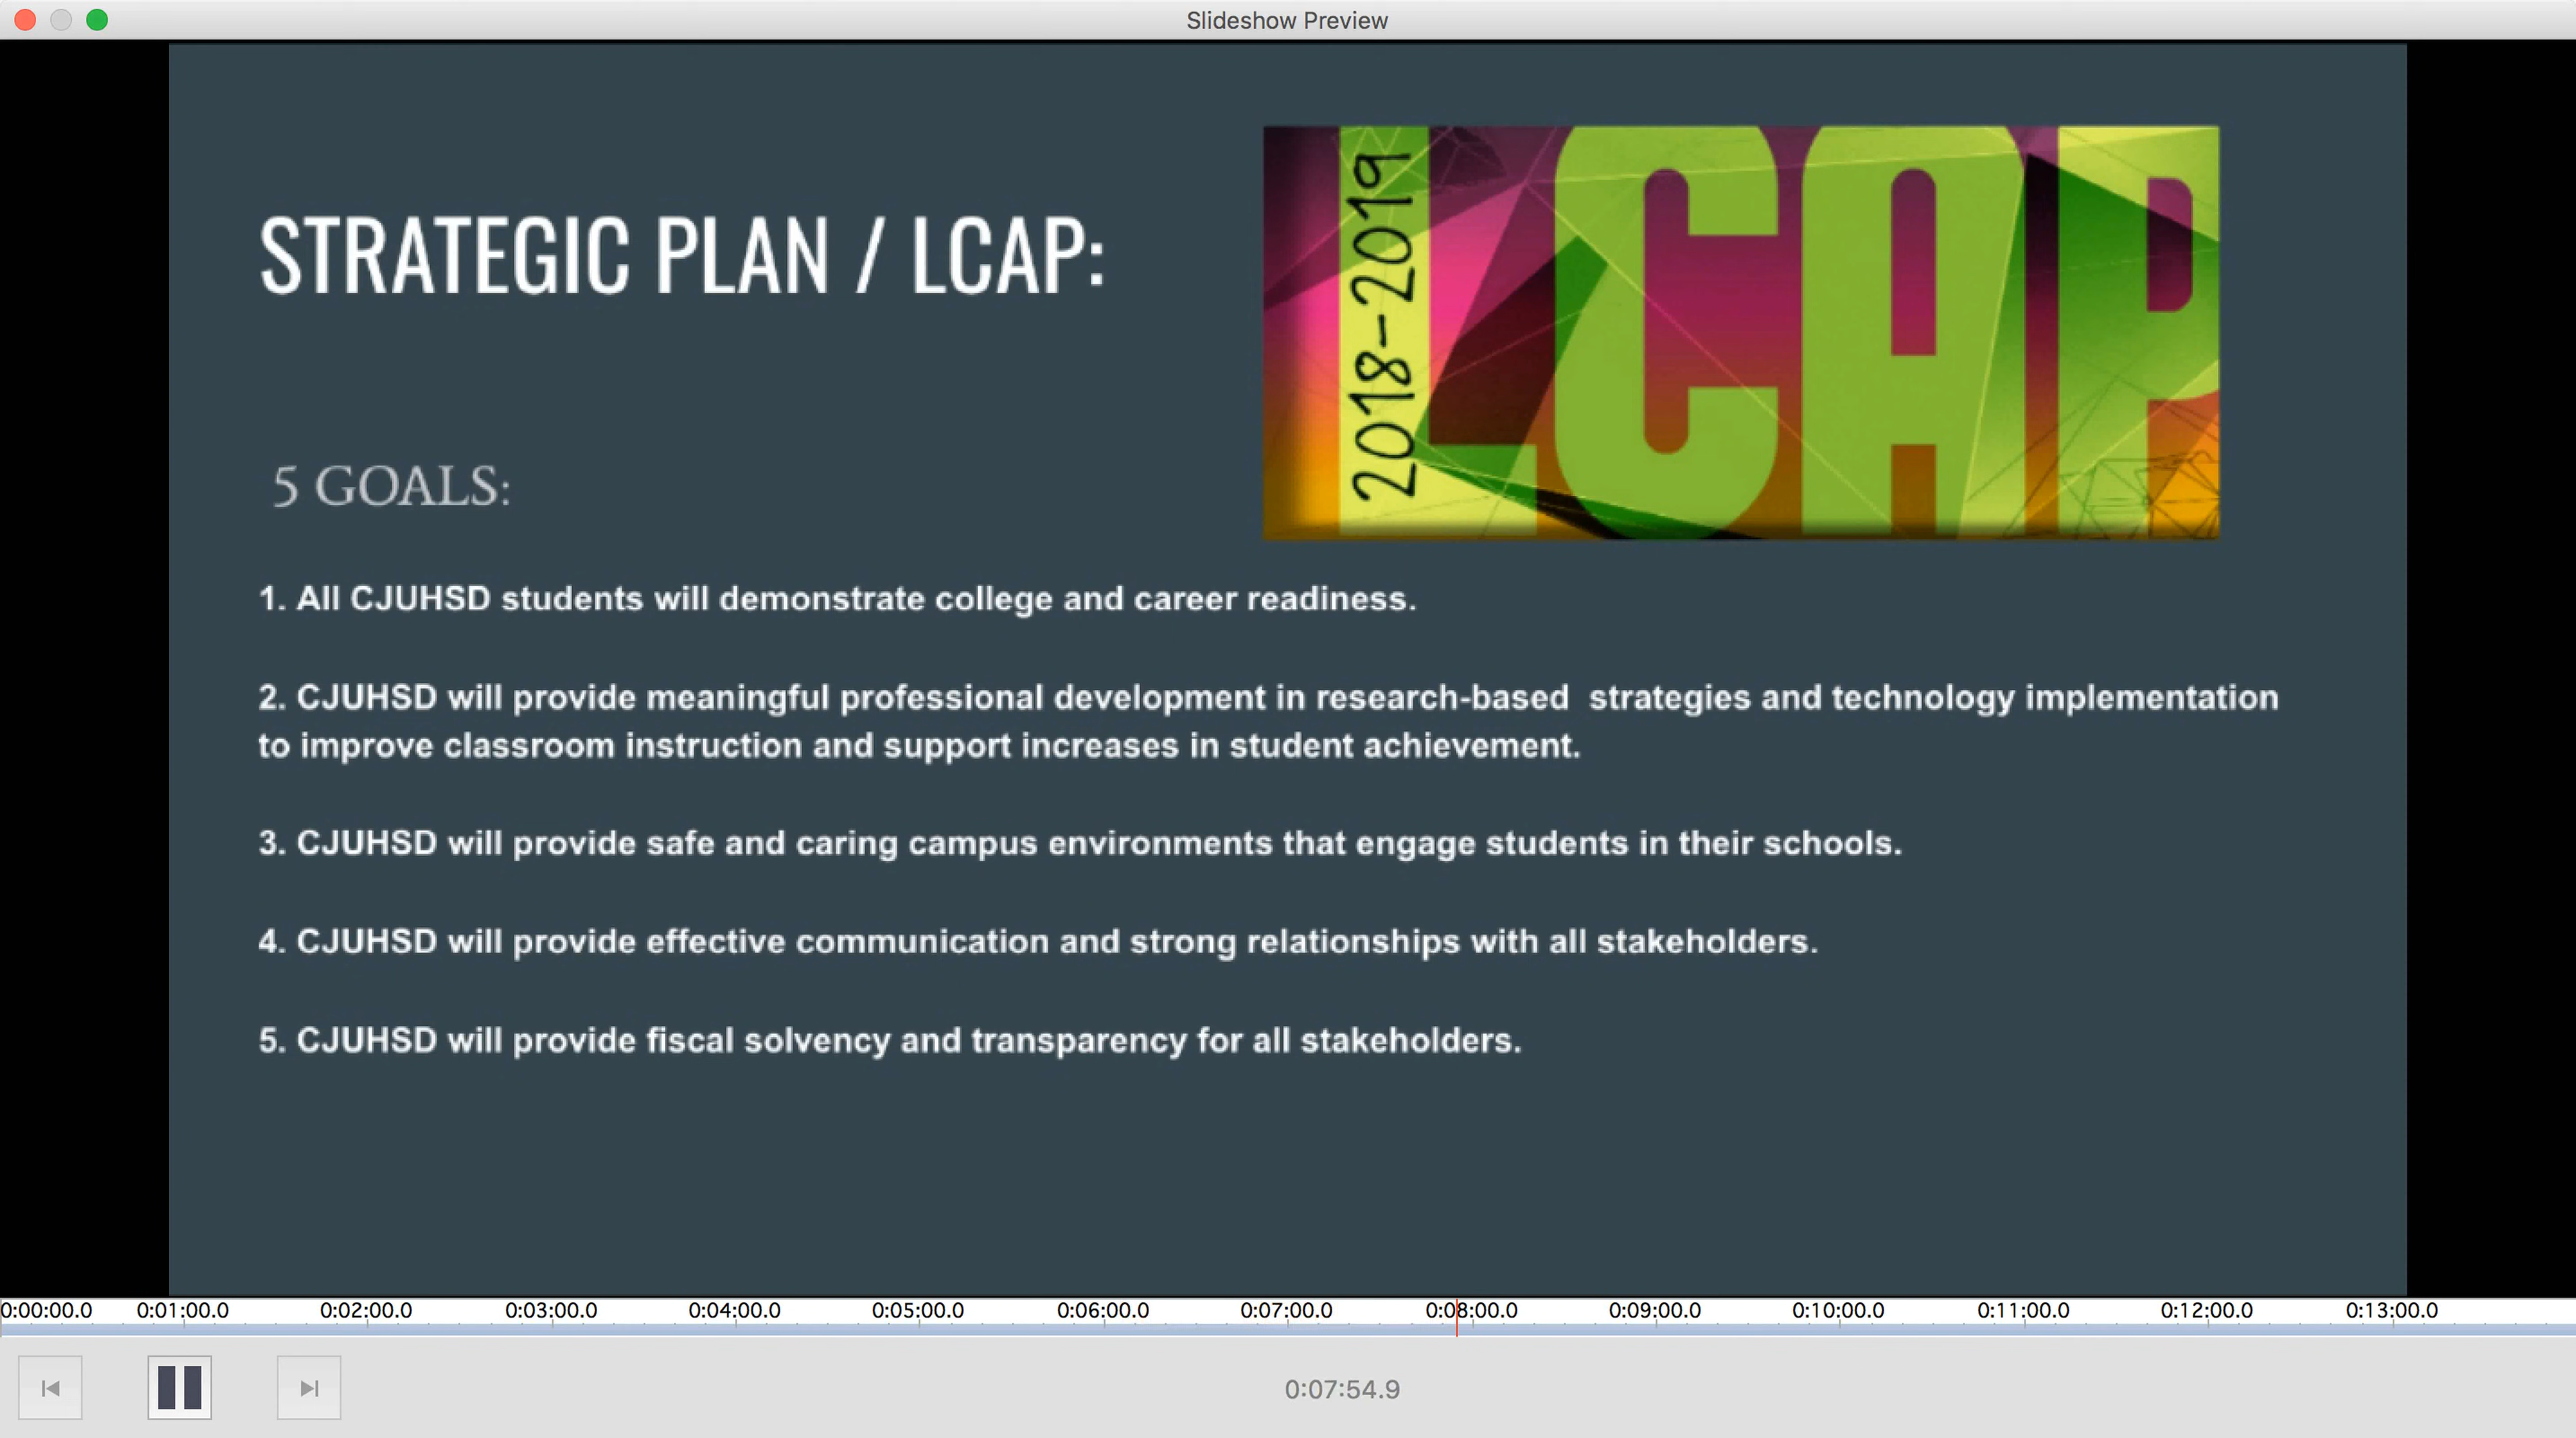 Slideshow Preview
STRATEGIC PLAN / LCAP:
LCAP
2018-2019
5 GOALS:
1. All CJUHSD students will demonstrate college and career readiness.
2. CJUHSD will provide meaningful professional development in research-based  strategies and technology implementation
to improve classroom instruction and support increases in student achievement.
3. CJUHSD will provide safe and caring campus environments that engage students in their schools.
4. CJUHSD will provide effective communication and strong relationships with all stakeholders.
5. CJUHSD will provide fiscal solvency and transparency for all stakeholders.
0:00:00.0 0:01:00.0 0:02:00.0 0:03:00.0 0:04:00.0 0:05:00.0 0:06:00.0 0:07:00.0 0:08:00.0 0:09:00.0 0:10:00.0 0:11:00.0 0:12:00.0 0:13:00.0
0:07:54.9